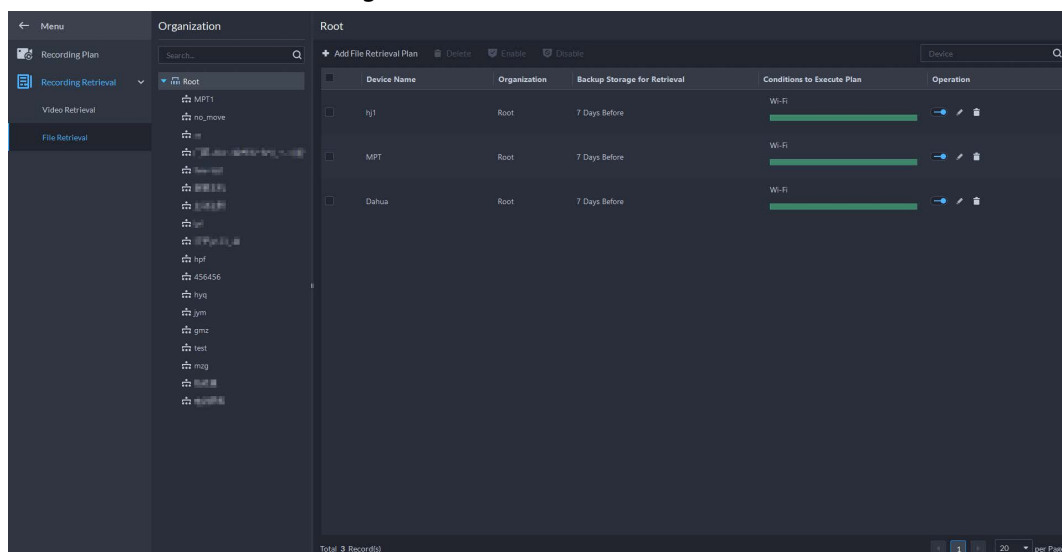 Menu
Recording Plan
Recording Retrieval
Video Retrieval
File Retrieval
Organization
Search...
Root
MPT1
no_move
hpf
456456
hyq
jym
gmz
test
mzg
Root
Add File Retrieval Plan Delete Enable Disable Device
Device Name Organization Backup Storage for Retrieval Conditions to Execute Plan Operation
hj1 Root 7 Days Before Wi-Fi
MPT Root 7 Days Before Wi-Fi
Dahua Root 7 Days Before Wi-Fi
Total 3 Record(s) 1 20 per Page